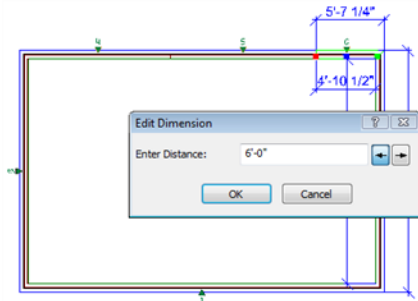 5'-7 1/4"
4'-10 1/2"
Edit Dimension
Enter Distance: 6'-0"
OK Cancel